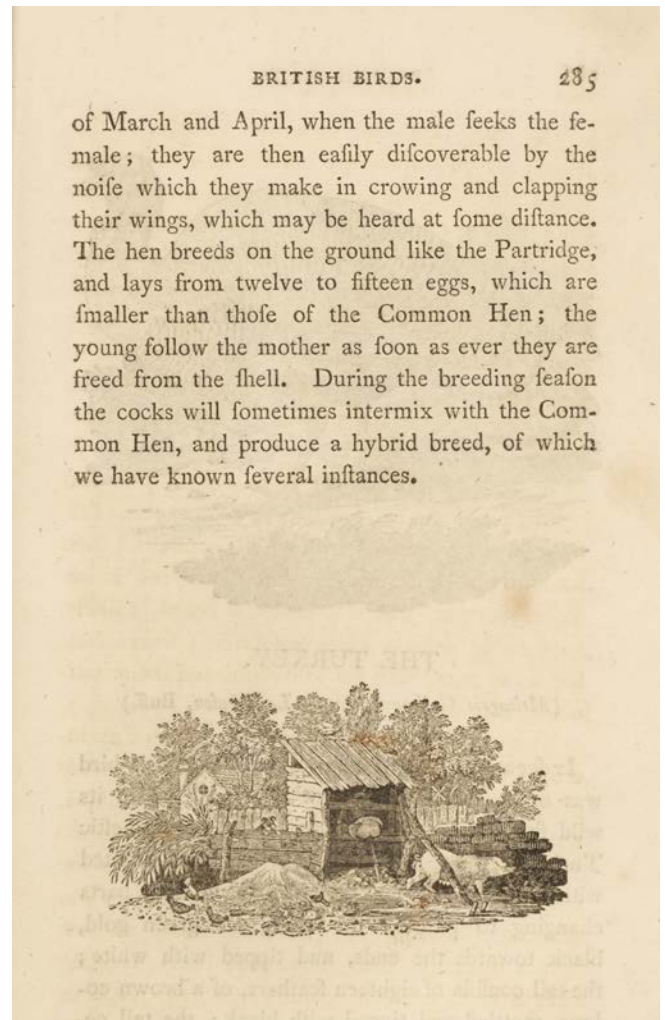 BRITISH BIRDS. 285
of March and April, when the male ſeeks the fe-
male; they are then eaſily diſcoverable by the
noiſe which they make in crowing and clapping
their wings, which may be heard at ſome diſtance.
The hen breeds on the ground like the Partridge,
and lays from twelve to fifteen eggs, which are
ſmaller than thoſe of the Common Hen; the
young follow the mother as ſoon as ever they are
freed from the ſhell. During the breeding ſeaſon
the cocks will ſometimes intermix with the Com-
mon Hen, and produce a hybrid breed, of which
we have known ſeveral inſtances.
THE TURKEY.